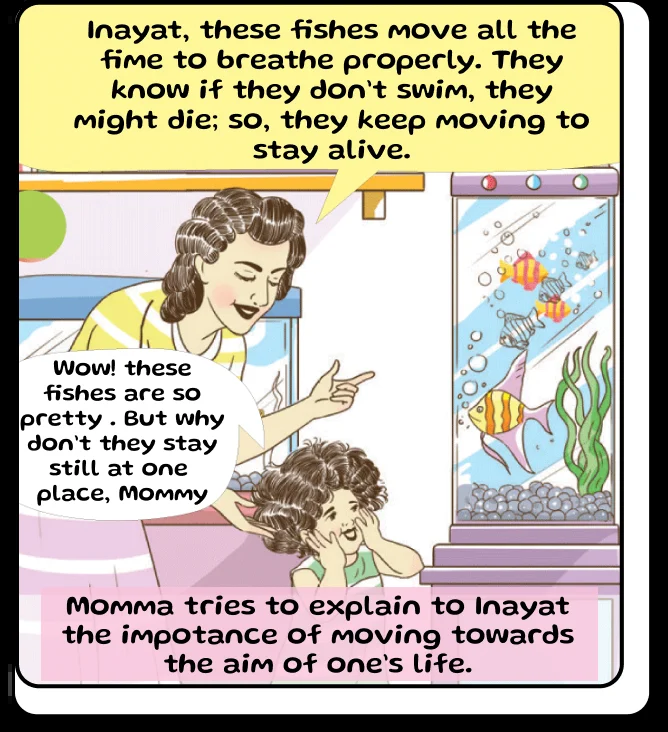 Inayat, these fishes move all the
fime to breathe properly. They
know if they don't swim, they
might die; so, they keep moving to
stay alive.
Wow! these
fishes are so
pretty . But why
don't they stay
still at one
place, Mommy
Momma tries to explain to Inayat
the impotance of moving towards
the aim of one's life.